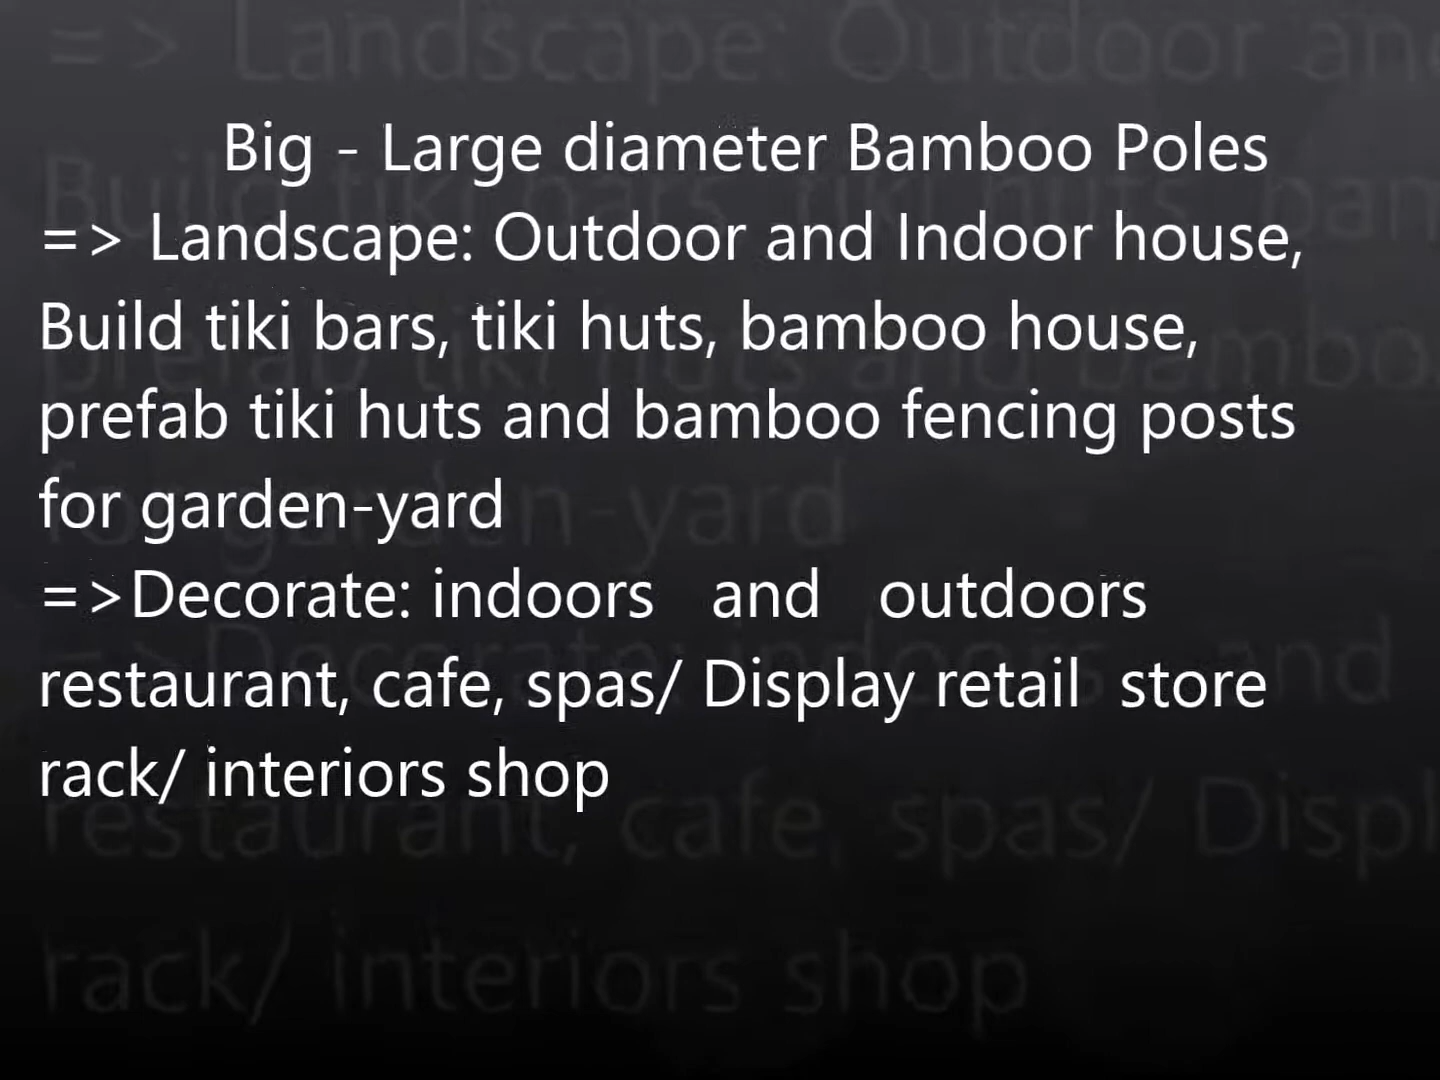 Big - Large diameter Bamboo Poles
=> Landscape: Outdoor and Indoor house,
Build tiki bars, tiki huts, bamboo house,
prefab tiki huts and bamboo fencing posts
for garden-yard
=>Decorate: indoors and outdoors
restaurant, cafe, spas/ Display retail store
rack/ interiors shop